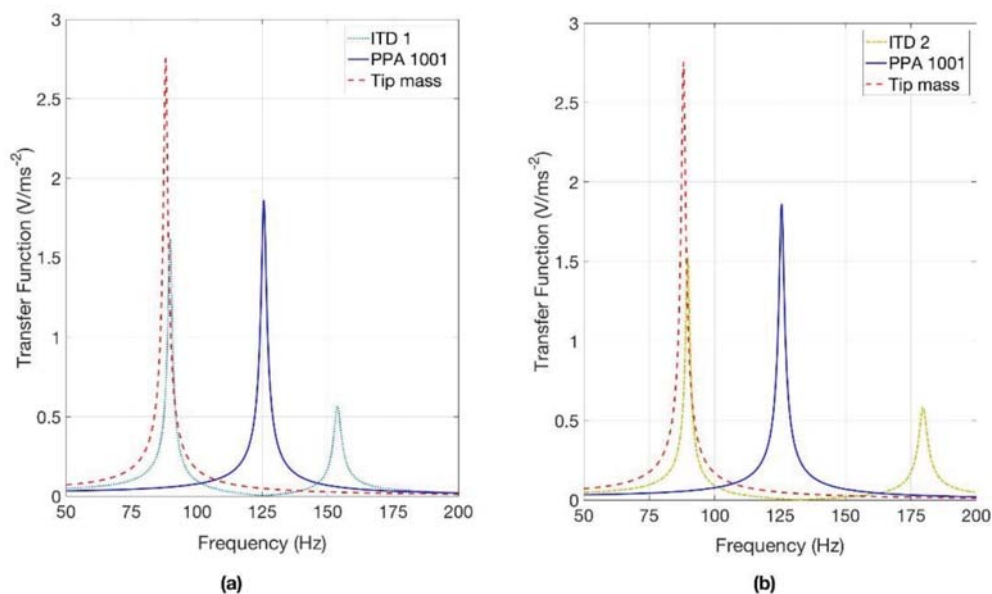 3
2.5
2
1.5
1
0.5
0
50
75
100
125
150
175
200
Transfer Function (V/ms⁻²)
Frequency (Hz)
ITD 1
PPA 1001
Tip mass
(a)
3
2.5
2
1.5
1
0.5
0
50
75
100
125
150
175
200
Transfer Function (V/ms⁻²)
Frequency (Hz)
ITD 2
PPA 1001
Tip mass
(b)